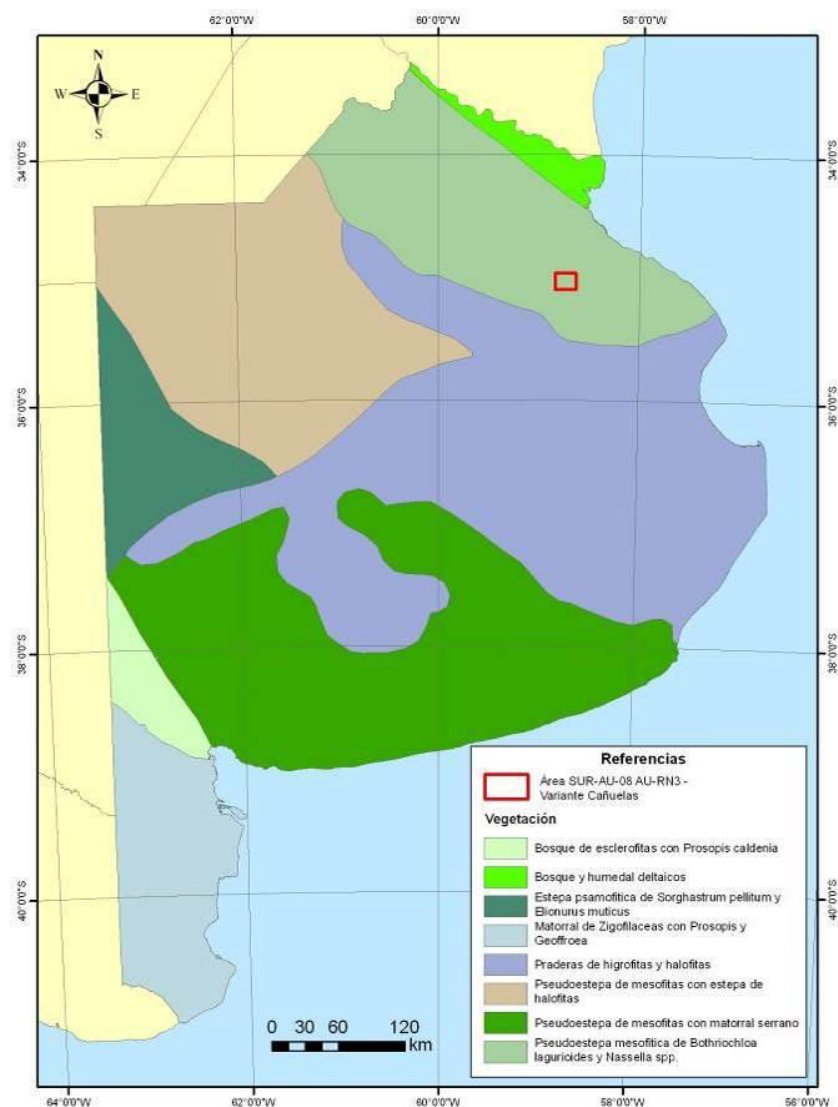 62°0'0"W
60°0'0"W
58°0'0"W
N
W
E
S
34°0'0"S
34°0'0"S
36°0'0"S
36°0'0"S
38°0'0"S
38°0'0"S
40°0'0"S
40°0'0"S
Referencias
Área SUR-AU-08 AU-RN3 -
Variante Cañuelas
Vegetación
Bosque de esclerofitas con Prosopis caldenia
Bosque y humedal deltaicos
Estepa psamofitica de Sorghastrum pellitum y
Elionurus muticus
Matorral de Zigofilaceas con Prosopis y
Geoffroea
Praderas de higrofitas y halofitas
Pseudoestepa de mesofitas con estepa de
halofitas
Pseudoestepa de mesofitas con matorral serrano
Pseudoestepa mesofitica de Bothriochloa
lagurioides y Nassella spp.
0 30 60 120
km
64°0'0"W
62°0'0"W
60°0'0"W
58°0'0"W
56°0'0"W